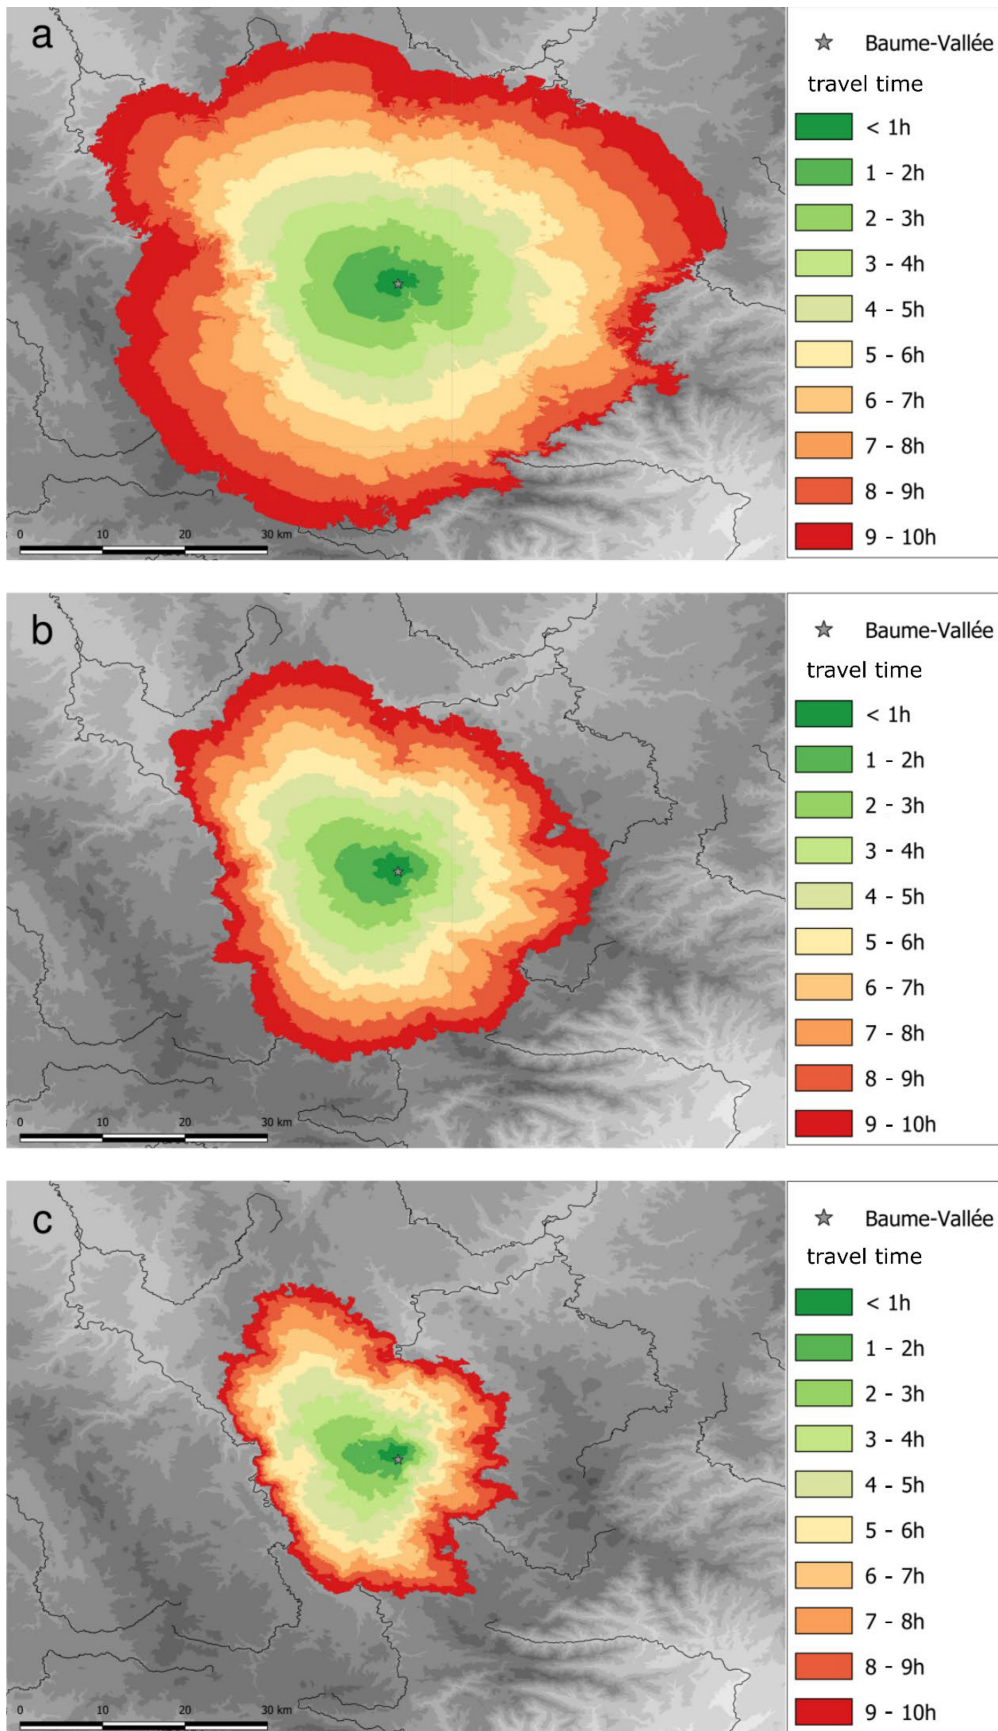 a
Baume-Vallée
travel time
< 1h
1 - 2h
2 - 3h
3 - 4h
4 - 5h
5 - 6h
6 - 7h
7 - 8h
8 - 9h
9 - 10h
0 10 20 30 km
b
Baume-Vallée
travel time
< 1h
1 - 2h
2 - 3h
3 - 4h
4 - 5h
5 - 6h
6 - 7h
7 - 8h
8 - 9h
9 - 10h
0 10 20 30 km
c
Baume-Vallée
travel time
< 1h
1 - 2h
2 - 3h
3 - 4h
4 - 5h
5 - 6h
6 - 7h
7 - 8h
8 - 9h
9 - 10h
0 10 20 30 km